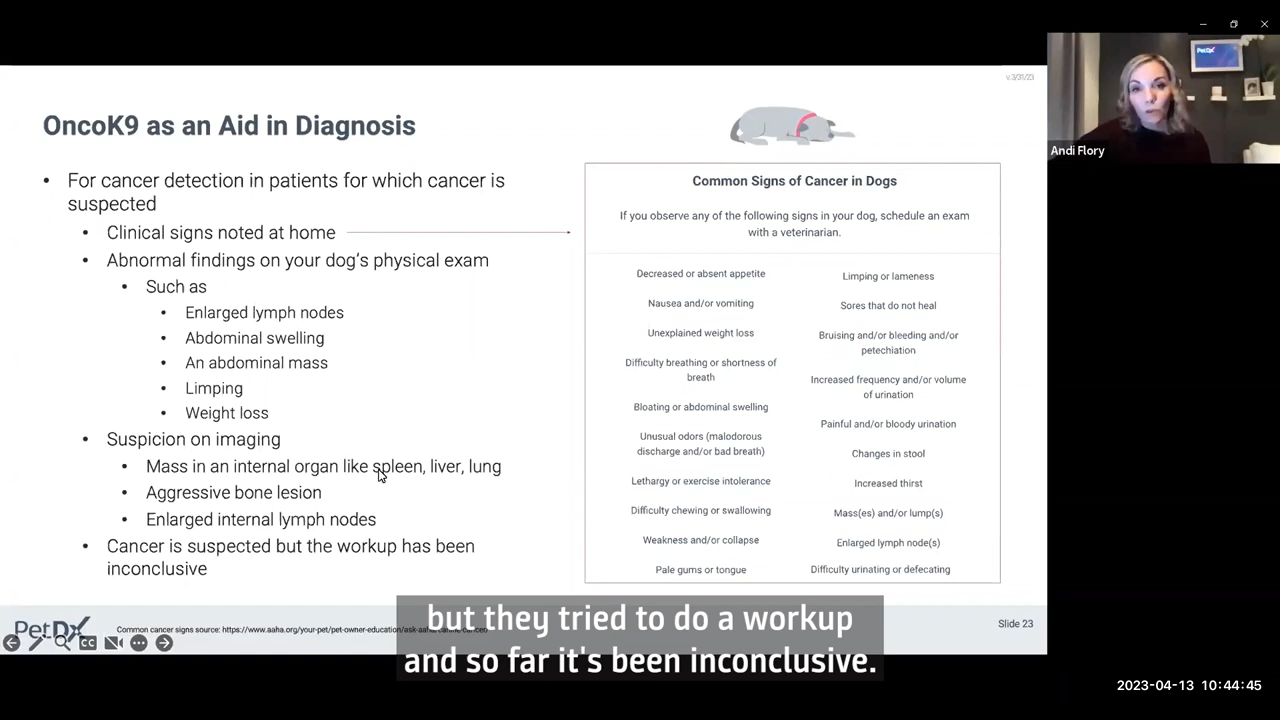 v.3/31/23
PetDX
Andi Flory
OncoK9 as an Aid in Diagnosis
• For cancer detection in patients for which cancer is
suspected
• Clinical signs noted at home
• Abnormal findings on your dog's physical exam
• Such as
• Enlarged lymph nodes
• Abdominal swelling
• An abdominal mass
• Limping
• Weight loss
• Suspicion on imaging
• Mass in an internal organ like spleen, liver, lung
• Aggressive bone lesion
• Enlarged internal lymph nodes
• Cancer is suspected but the workup has been
inconclusive
Common Signs of Cancer in Dogs
If you observe any of the following signs in your dog, schedule an exam
with a veterinarian.
Decreased or absent appetite
Nausea and/or vomiting
Unexplained weight loss
Difficulty breathing or shortness of
breath
Bloating or abdominal swelling
Unusual odors (malodorous
discharge and/or bad breath)
Lethargy or exercise intolerance
Difficulty chewing or swallowing
Weakness and/or collapse
Pale gums or tongue
Limping or lameness
Sores that do not heal
Bruising and/or bleeding and/or
petechiation
Increased frequency and/or volume
of urination
Painful and/or bloody urination
Changes in stool
Increased thirst
Mass(es) and/or lump(s)
Enlarged lymph node(s)
Difficulty urinating or defecating
PetDX
CC
Common cancer signs source: https://www.aaha.org/your-pet/pet-owner-education/ask-aaha/canine-cancer/
Slide 23
but they tried to do a workup
and so far it's been inconclusive.
2023-04-13 10:44:45